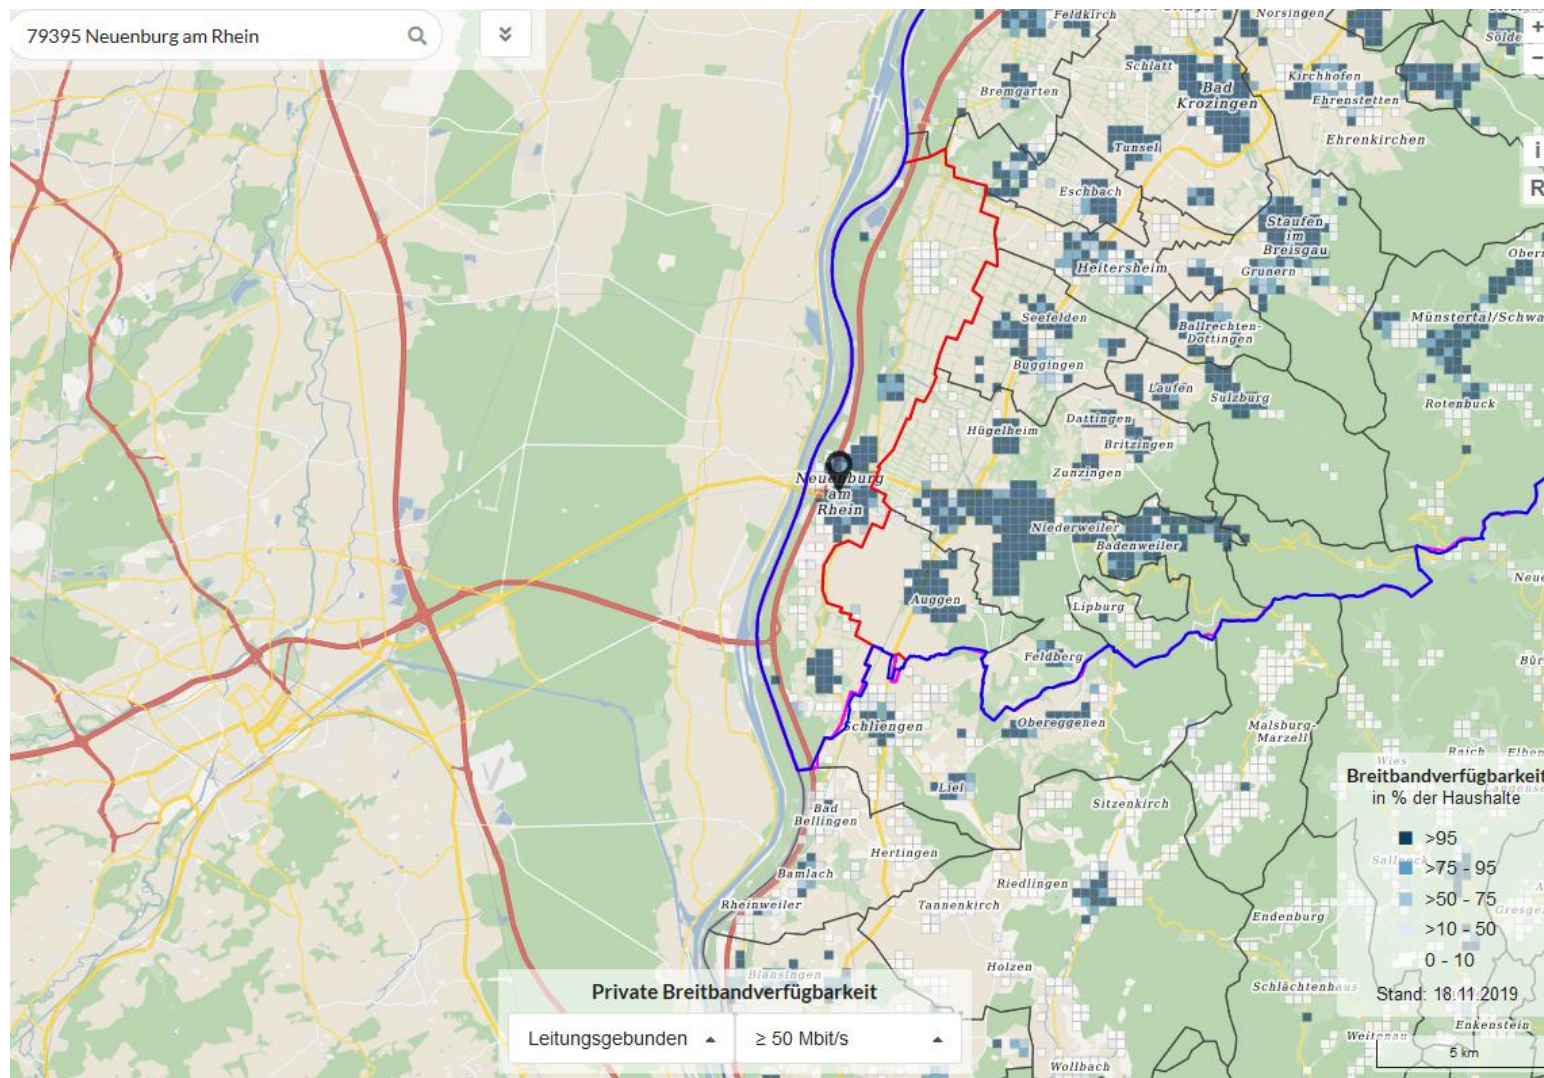 79395 Neuenburg am Rhein
Feldkirch
Norsingen
Schlatt
Bad
Krozingen
Kirchhofen
Ehrenstetten
Bremgarten
Ehrenkirchen
Tunsel
i
R
Eschbach
Staufen
im
Breisgau
Heitersheim
Grunern
Seefelden
Ballrechten-
Dottingen
Münstertal/Schwa
Buggingen
Laufen
Sulzburg
Rotenbuck
Hügelheim
Dattingen
Britzingen
Zunzingen
Neuenburg
am
Rhein
Niederweiler
Badenweiler
Auggen
Lipburg
Feldberg
Schliengen
Obereggenen
Malsburg-
Marzell
Raich
Wies
Breitbandverfügbarkeit
in % der Haushalte
Liel
Sitzenkirch
Bad
Bellingen
>95
Hertingen
>75 - 95
Bamlach
Riedlingen
>50 - 75
Rheinweiler
Tannenkirch
Endenburg
>10 - 50
0 - 10
Blansingen
Holzen
Schlächtenhaus
Private Breitbandverfügbarkeit
Stand: 18.11.2019
Leitungsgebunden
≥ 50 Mbit/s
Enkenstein
Weitenau
5 km
Wollbach